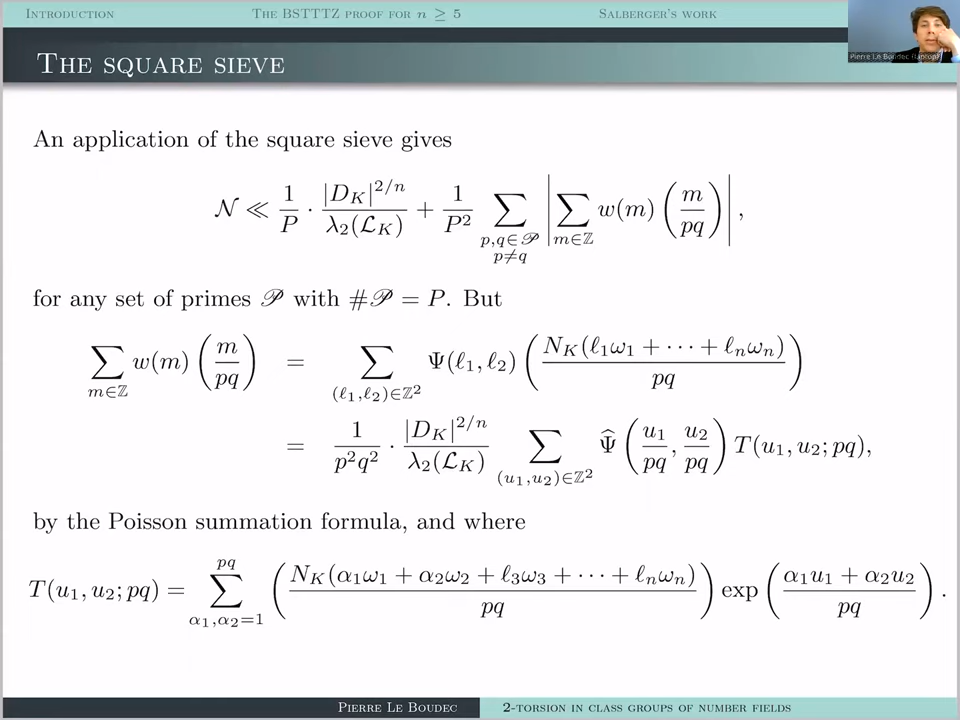 Introduction The BSTTTZ proof for n ≥ 5 Salberger's work
Pierre Le Boudec (laptop)
The square sieve
An application of the square sieve gives
𝒩 ≪ 1/P · |D_K|^{2/n}/λ_2(ℒ_K) + 1/P^2 ∑_{p,q∈𝒫 p≠q} |∑_{m∈ℤ} w(m) (m/pq)|,
for any set of primes 𝒫 with #𝒫 = P. But
∑_{m∈ℤ} w(m) (m/pq) = ∑_{(ℓ_1,ℓ_2)∈ℤ^2} Ψ(ℓ_1, ℓ_2) (N_K(ℓ_1ω_1 + ⋯ + ℓ_nω_n)/pq)
= 1/p^2q^2 · |D_K|^{2/n}/λ_2(ℒ_K) ∑_{(u_1,u_2)∈ℤ^2} Ψ̂(u_1/pq, u_2/pq) T(u_1, u_2; pq),
by the Poisson summation formula, and where
T(u_1, u_2; pq) = ∑_{α_1,α_2=1}^{pq} (N_K(α_1ω_1 + α_2ω_2 + ℓ_3ω_3 + ⋯ + ℓ_nω_n)/pq) exp (α_1u_1 + α_2u_2/pq).
Pierre Le Boudec 2-torsion in class groups of number fields